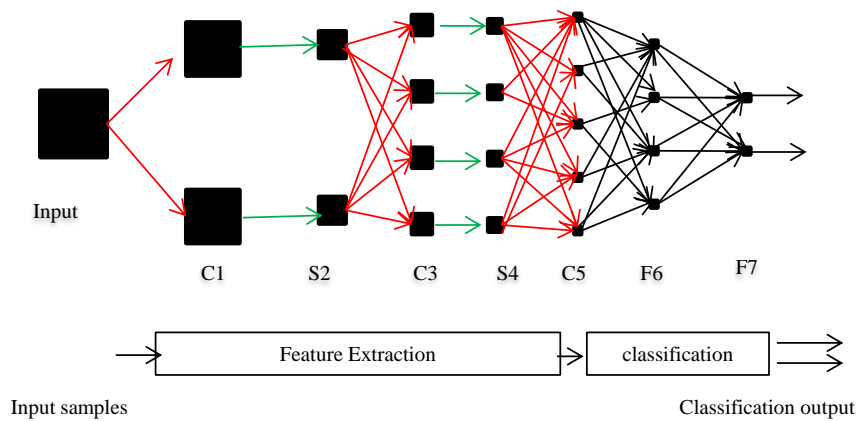 Input
C1
S2
C3
S4
C5
F6
F7
Feature Extraction
classification
Input samples
Classification output